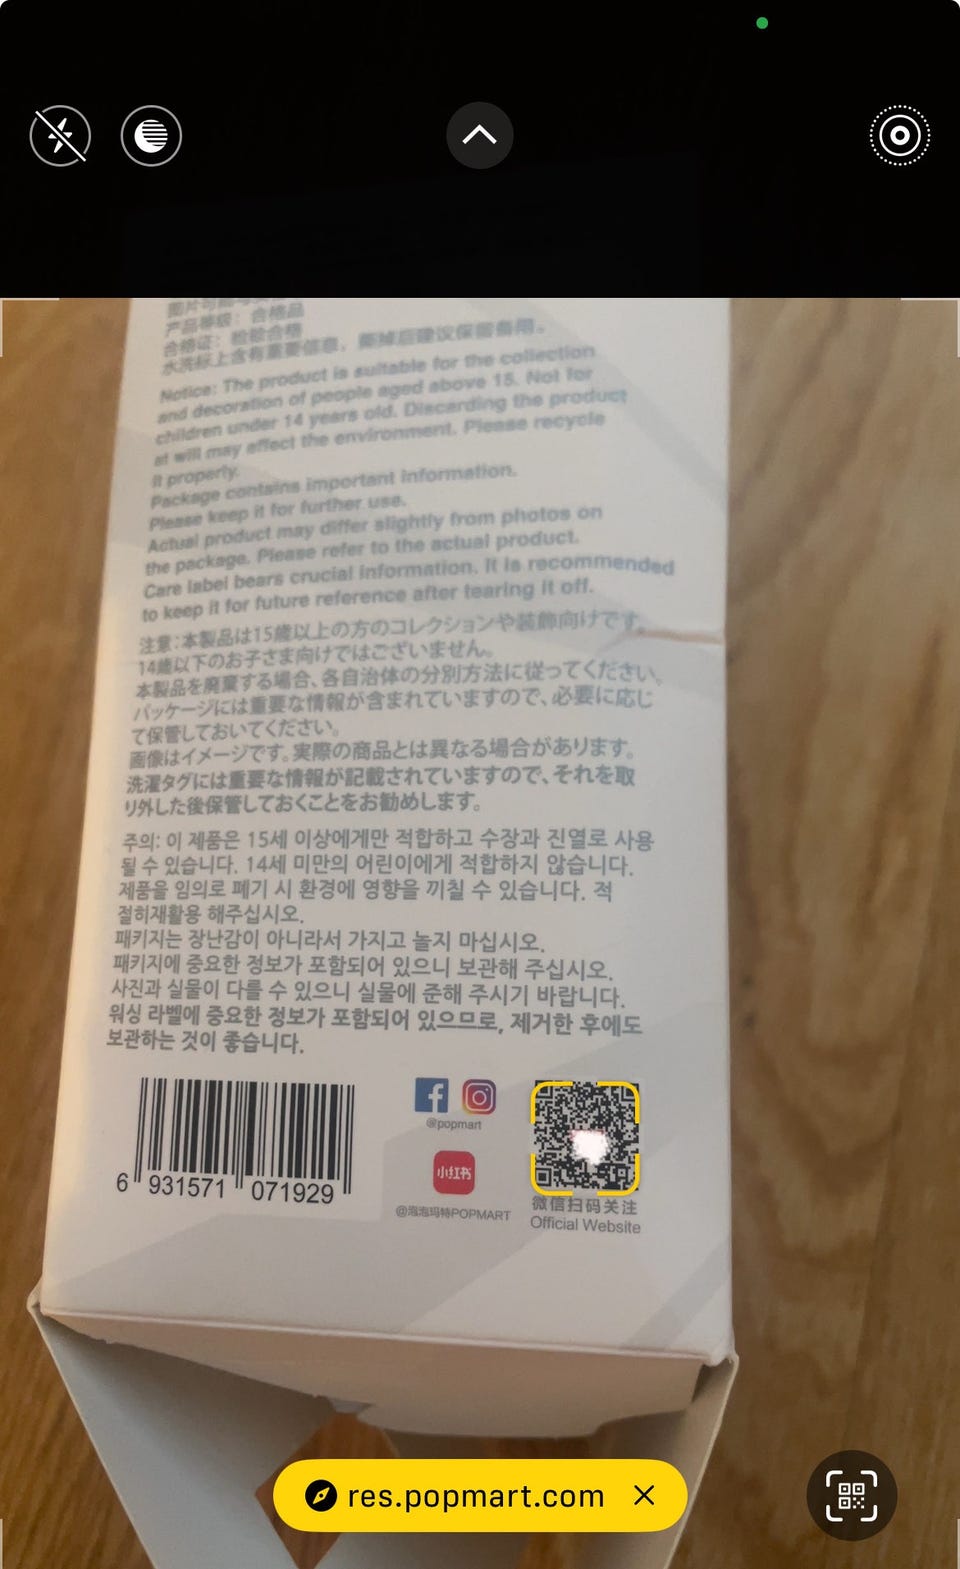 产品等级：合格品
合格证：检验合格
水洗标上含有重要信息，撕掉后建议保留备用。
Notice: The product is suitable for the collection
and decoration of people aged above 15. Not for
children under 14 years old. Discarding the product
at will may affect the environment. Please recycle
it properly.
Package contains important information.
Please keep it for further use.
Actual product may differ slightly from photos on
the package. Please refer to the actual product.
Care label bears crucial information. It is recommended
to keep it for future reference after tearing it off.
注意：本製品は15歳以上の方のコレクションや装飾向けです。
14歳以下のお子さま向けではございません。
本製品を廃棄する場合、各自治体の分別方法に従ってください。
パッケージには重要な情報が含まれていますので、必要に応じ
て保管しておいてください。
画像はイメージです。実際の商品とは異なる場合があります。
洗濯タグには重要な情報が記載されていますので、それを取
り外した後保管しておくことをお勧めします。
주의: 이 제품은 15세 이상에게만 적합하고 수장과 진열로 사용
될 수 있습니다. 14세 미만의 어린이에게 적합하지 않습니다.
제품을 임의로 폐기 시 환경에 영향을 끼칠 수 있습니다. 적
절히재활용 해주십시오.
패키지는 장난감이 아니라서 가지고 놀지 마십시오.
패키지에 중요한 정보가 포함되어 있으니 보관해 주십시오.
사진과 실물이 다를 수 있으니 실물에 준해 주시기 바랍니다.
워싱 라벨에 중요한 정보가 포함되어 있으므로, 제거한 후에도
보관하는 것이 좋습니다.
6 931571 071929
@popmart
小红书
@泡泡玛特POPMART
微信扫码关注
Official Website
res.popmart.com